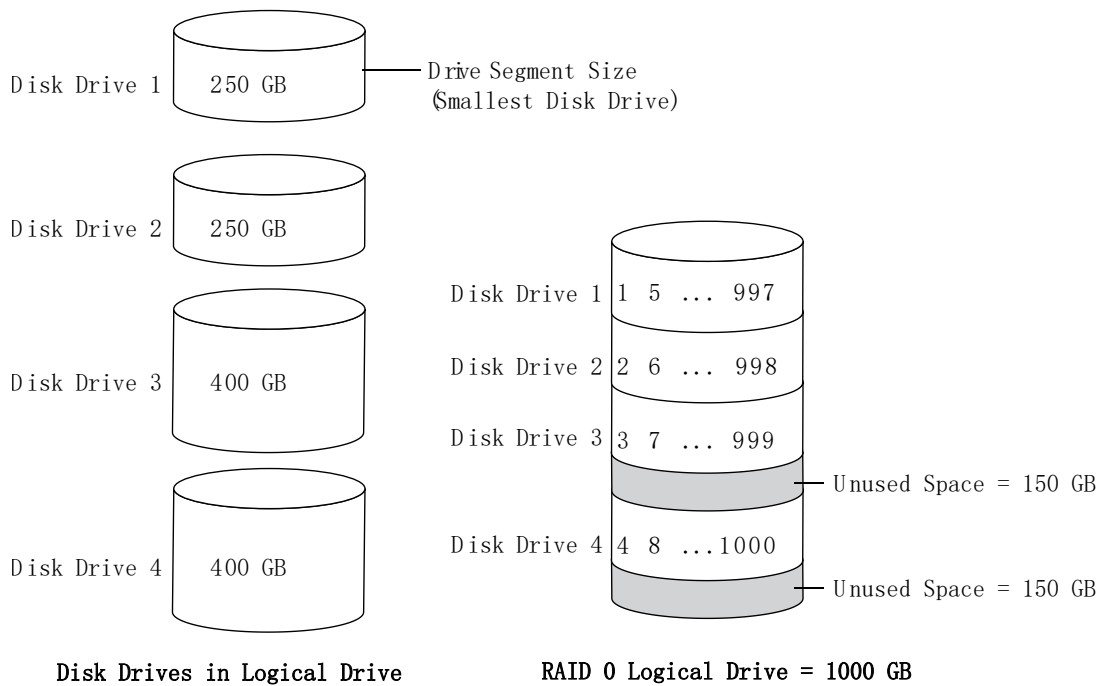 Disk Drive 1
250 GB
Drive Segment Size
(Smallest Disk Drive)
Disk Drive 2
250 GB
Disk Drive 3
400 GB
Disk Drive 4
400 GB
Disk Drives in Logical Drive
Disk Drive 1
1 5 ... 997
Disk Drive 2
2 6 ... 998
Disk Drive 3
3 7 ... 999
Unused Space = 150 GB
Disk Drive 4
4 8 ...1000
Unused Space = 150 GB
RAID 0 Logical Drive = 1000 GB